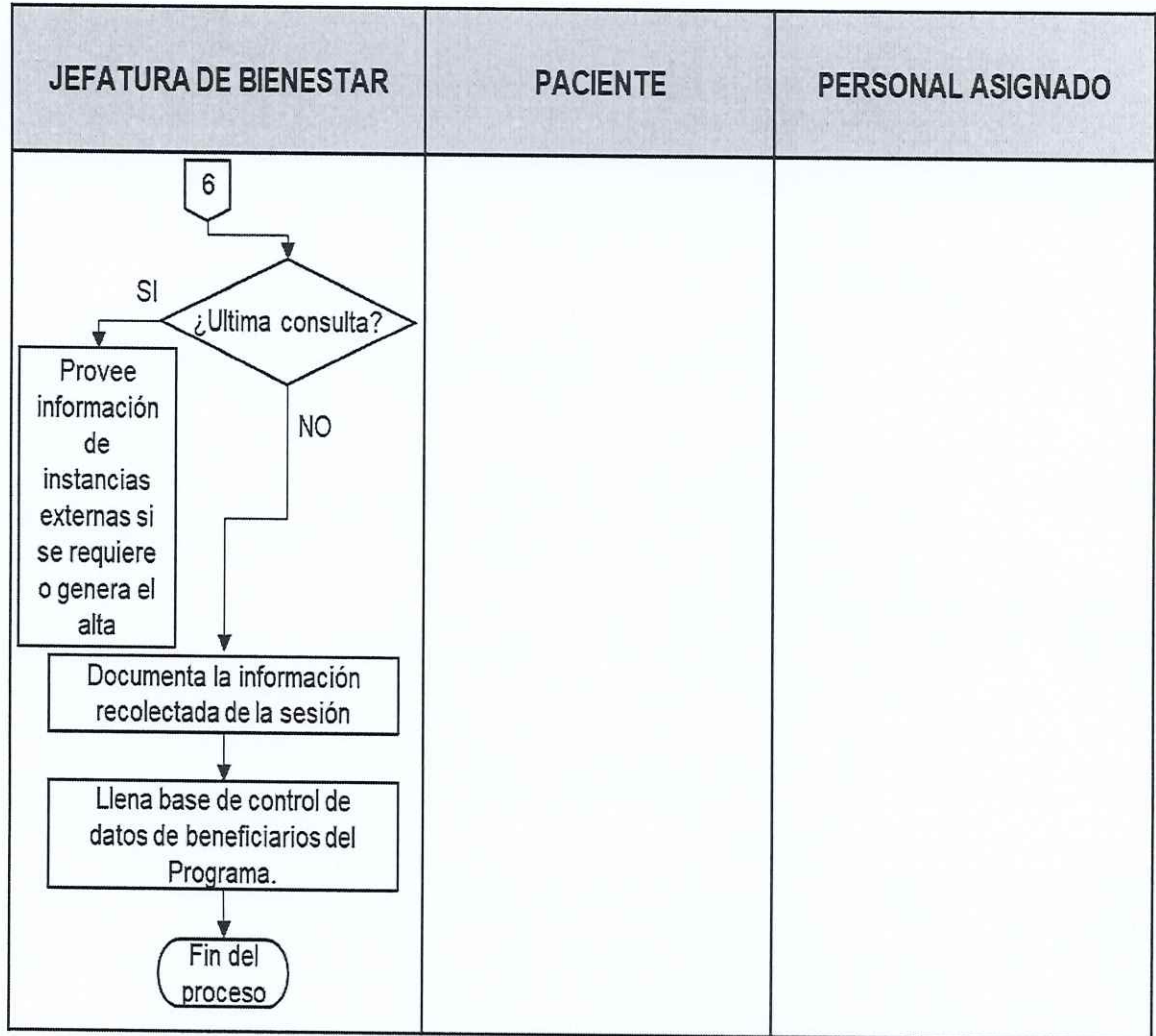 JEFATURA DE BIENESTAR
PACIENTE
PERSONAL ASIGNADO
6
SI
¿Ultima consulta?
Provee
información
de
instancias
externas si
se requiere
o genera el
alta
NO
Documenta la información
recolectada de la sesión
Llena base de control de
datos de beneficiarios del
Programa.
Fin del
proceso